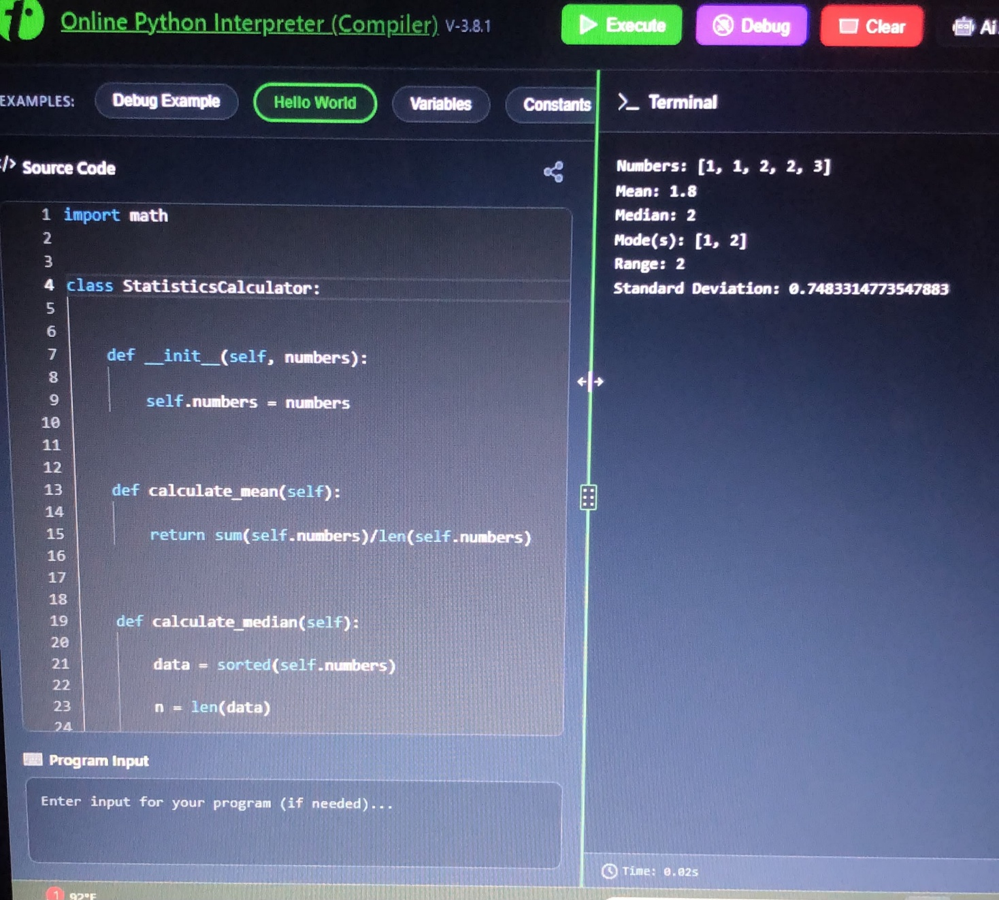 Online Python Interpreter (Compiler) V-3.8.1
Execute
Debug
Clear
Ai
EXAMPLES:
Debug Example
Hello World
Variables
Constants
</> Source Code
1 import math
2
3
4 class StatisticsCalculator:
5
6
7 def __init__(self, numbers):
8
9 self.numbers = numbers
10
11
12
13 def calculate_mean(self):
14
15 return sum(self.numbers)/len(self.numbers)
16
17
18
19 def calculate_median(self):
20
21 data = sorted(self.numbers)
22
23 n = len(data)
24
Program Input
Enter input for your program (if needed)...
>_ Terminal
Numbers: [1, 1, 2, 2, 3]
Mean: 1.8
Median: 2
Mode(s): [1, 2]
Range: 2
Standard Deviation: 0.7483314773547883
Time: 0.02s
1
92°F